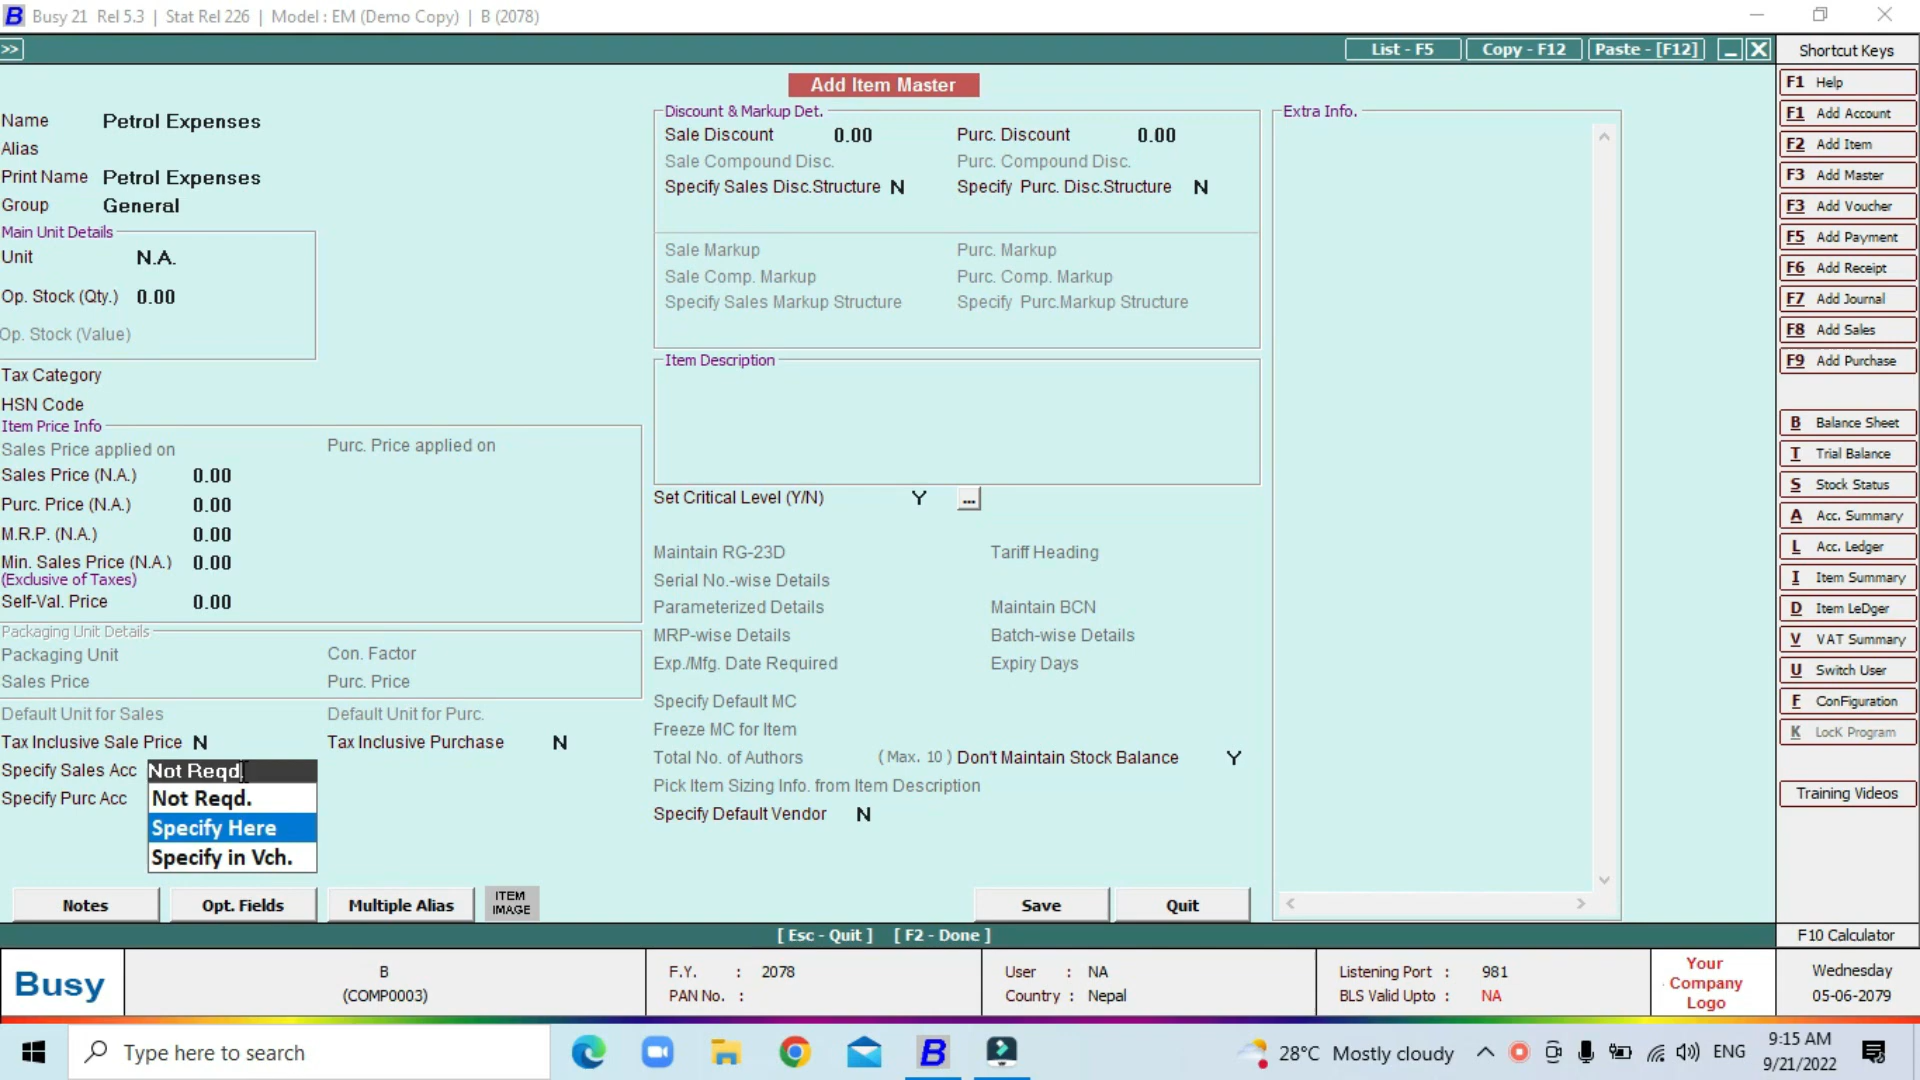 Busy 21 Rel 5.3 | Stat Rel 226 | Model : EM (Demo Copy) | B (2078)
>> List - F5 Copy - F12 Paste - [F12] Shortcut Keys
Add Item Master
Name Petrol Expenses
Alias
Print Name Petrol Expenses
Group General
Main Unit Details
Unit N.A.
Op. Stock (Qty.) 0.00
Op. Stock (Value)
Tax Category
HSN Code
Item Price Info
Sales Price applied on Purc. Price applied on
Sales Price (N.A.) 0.00
Purc. Price (N.A.) 0.00
M.R.P. (N.A.) 0.00
Min. Sales Price (N.A.) 0.00
(Exclusive of Taxes)
Self-Val. Price 0.00
Packaging Unit Details
Packaging Unit Con. Factor
Sales Price Purc. Price
Default Unit for Sales Default Unit for Purc.
Tax Inclusive Sale Price N Tax Inclusive Purchase N
Specify Sales Acc Not Reqd.
Specify Purc Acc Not Reqd.
Specify Here
Specify in Vch.
Notes Opt. Fields Multiple Alias ITEM IMAGE
Discount & Markup Det.
Sale Discount 0.00 Purc. Discount 0.00
Sale Compound Disc. Purc. Compound Disc.
Specify Sales Disc.Structure N Specify Purc. Disc.Structure N
Sale Markup Purc. Markup
Sale Comp. Markup Purc. Comp. Markup
Specify Sales Markup Structure Specify Purc.Markup Structure
Item Description
Set Critical Level (Y/N) Y ...
Maintain RG-23D Tariff Heading
Serial No.-wise Details
Parameterized Details Maintain BCN
MRP-wise Details Batch-wise Details
Exp./Mfg. Date Required Expiry Days
Specify Default MC
Freeze MC for Item
Total No. of Authors (Max. 10) Don't Maintain Stock Balance Y
Pick Item Sizing Info. from Item Description
Specify Default Vendor N
Save Quit
Extra Info.
F1 Help
F1 Add Account
F2 Add Item
F3 Add Master
F3 Add Voucher
F5 Add Payment
F6 Add Receipt
F7 Add Journal
F8 Add Sales
F9 Add Purchase
B Balance Sheet
T Trial Balance
S Stock Status
A Acc. Summary
L Acc. Ledger
I Item Summary
D Item LeDger
V VAT Summary
U Switch User
F ConFiguration
K LocK Program
Training Videos
[ Esc - Quit ] [ F2 - Done ] F10 Calculator
Busy
B
(COMP0003)
F.Y. : 2078
PAN No. :
User : NA
Country : Nepal
Listening Port : 981
BLS Valid Upto : NA
Your
Company
Logo
Wednesday
05-06-2079
Type here to search 28°C Mostly cloudy ENG 9:15 AM
9/21/2022